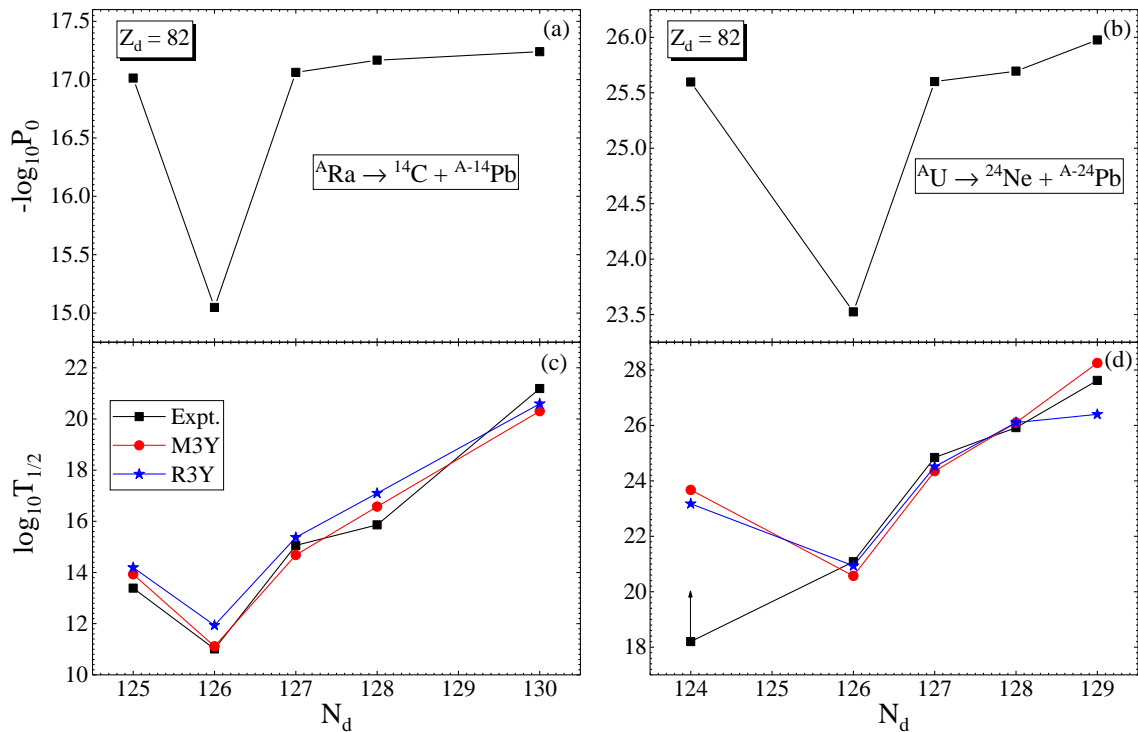 17.5
17.0
16.5
16.0
15.5
15.0
-log₁₀P₀
Z_d = 82
(a)
ᴬRa → ¹⁴C + ᴬ⁻¹⁴Pb
26.0
25.5
25.0
24.5
24.0
23.5
Z_d = 82
(b)
ᴬU → ²⁴Ne + ᴬ⁻²⁴Pb
22
20
18
16
14
12
10
log₁₀T₁/₂
(c)
Expt.
M3Y
R3Y
125 126 127 128 129 130
N_d
28
26
24
22
20
18
(d)
124 125 126 127 128 129
N_d